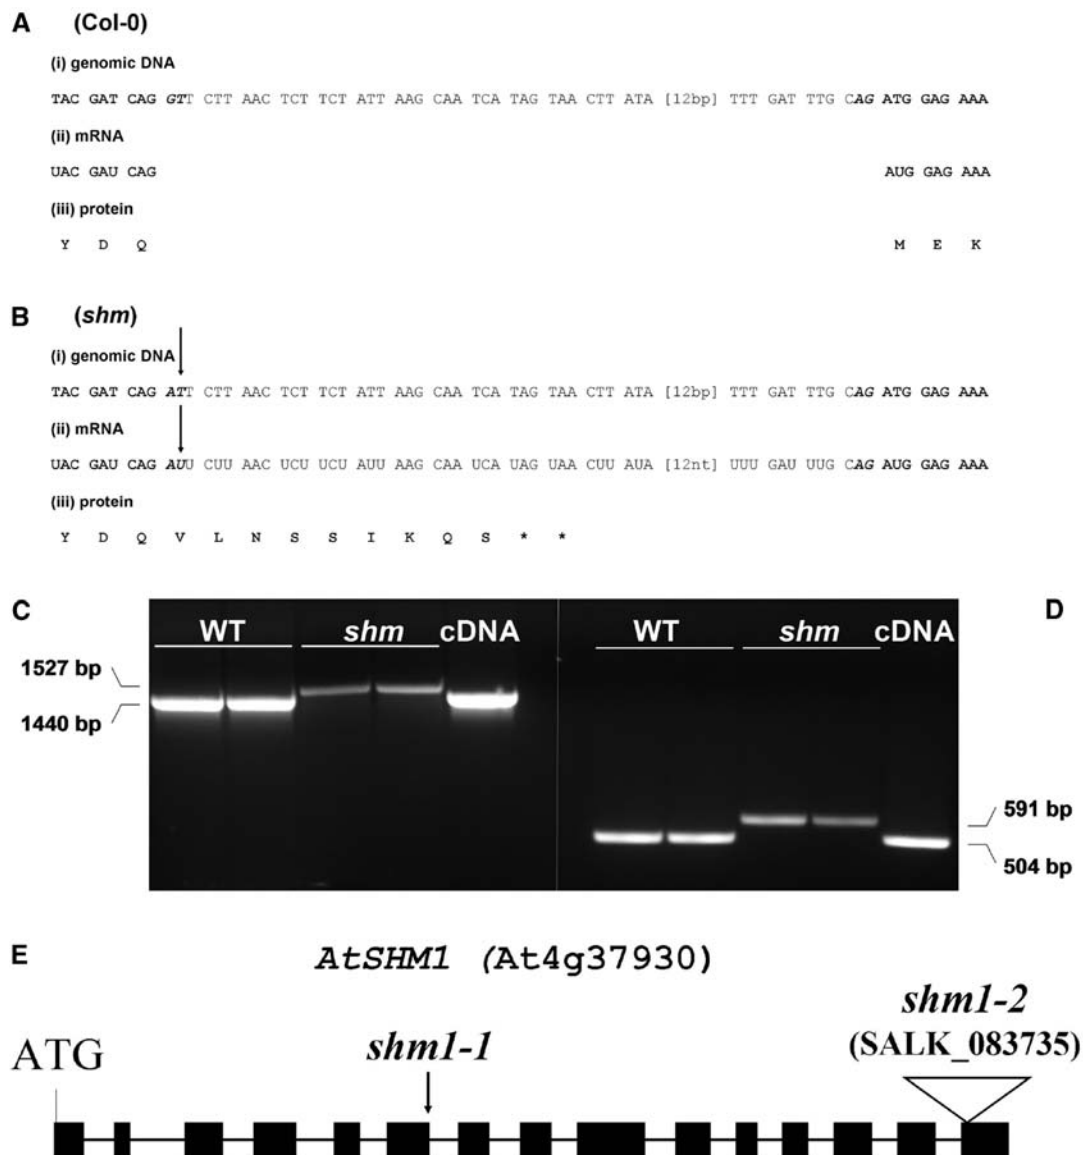 A (Col-0)
(i) genomic DNA
TAC GAT CAG GTT CTT AAC TCT TCT ATT AAG CAA TCA TAG TAA CTT ATA [12bp] TTT GAT TTG CAG ATG GAG AAA
(ii) mRNA
UAC GAU CAG AUG GAG AAA
(iii) protein
Y D Q M E K
B (shm)
(i) genomic DNA
TAC GAT CAG ATT CTT AAC TCT TCT ATT AAG CAA TCA TAG TAA CTT ATA [12bp] TTT GAT TTG CAG ATG GAG AAA
(ii) mRNA
UAC GAU CAG AUU CUU AAC UCU UCU AUU AAG CAA UCA UAG UAA CUU AUA [12nt] UUU GAU UUG CAG AUG GAG AAA
(iii) protein
Y D Q V L N S S I K Q S * *
C WT shm cDNA WT shm cDNA D
1527 bp
1440 bp
591 bp
504 bp
E AtSHM1 (At4g37930)
shm1-2
(SALK_083735)
shm1-1
ATG